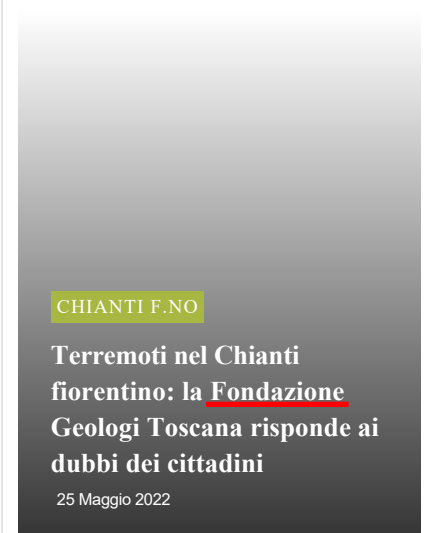 CHIANTI F.NO
Terremoti nel Chianti
fiorentino: la Fondazione
Geologi Toscana risponde ai
dubbi dei cittadini
25 Maggio 2022